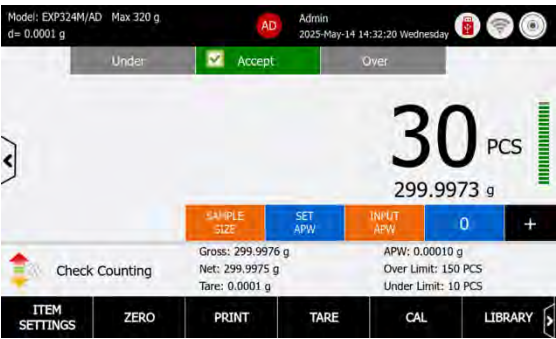 Model: EXP324M/AD Max 320 g
d= 0.0001 g
AD
Admin
2025-May-14 14:32:20 Wednesday
Under
Accept
Over
30 PCS
299.9973 g
SAMPLE SIZE
SET APW
INPUT APW
0
+
Check Counting
Gross: 299.9976 g
Net: 299.9975 g
Tare: 0.0001 g
APW: 0.00010 g
Over Limit: 150 PCS
Under Limit: 10 PCS
ITEM SETTINGS
ZERO
PRINT
TARE
CAL
LIBRARY